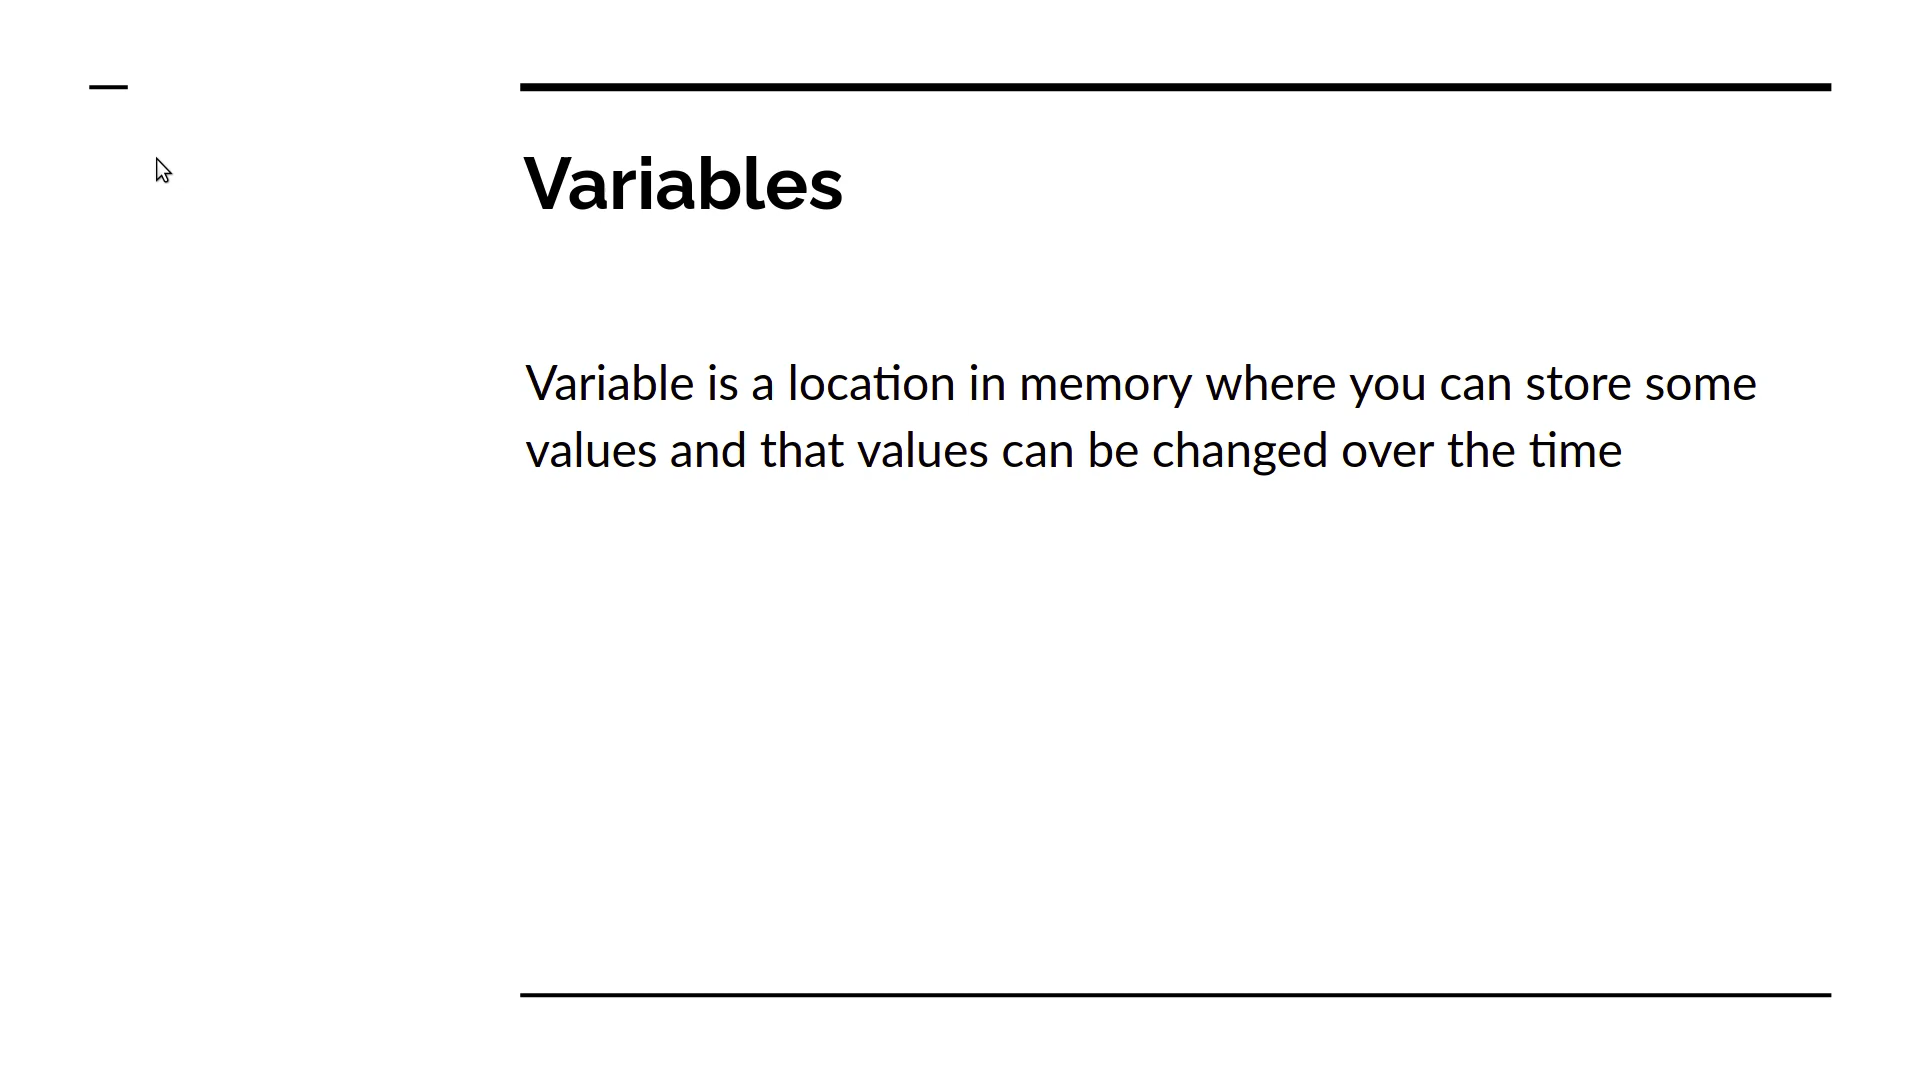 Variables
Variable is a location in memory where you can store some
values and that values can be changed over the time